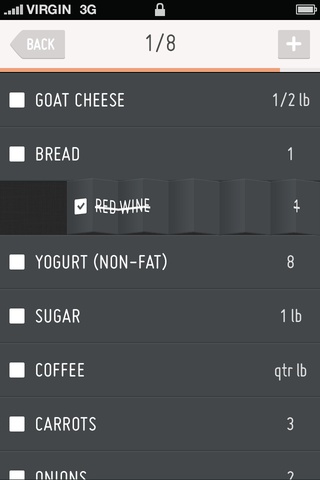 VIRGIN 3G
BACK 1/8 +
GOAT CHEESE 1/2 lb
BREAD 1
RED WINE 1
YOGURT (NON-FAT) 8
SUGAR 1 lb
COFFEE qtr lb
CARROTS 3
ONIONS 2